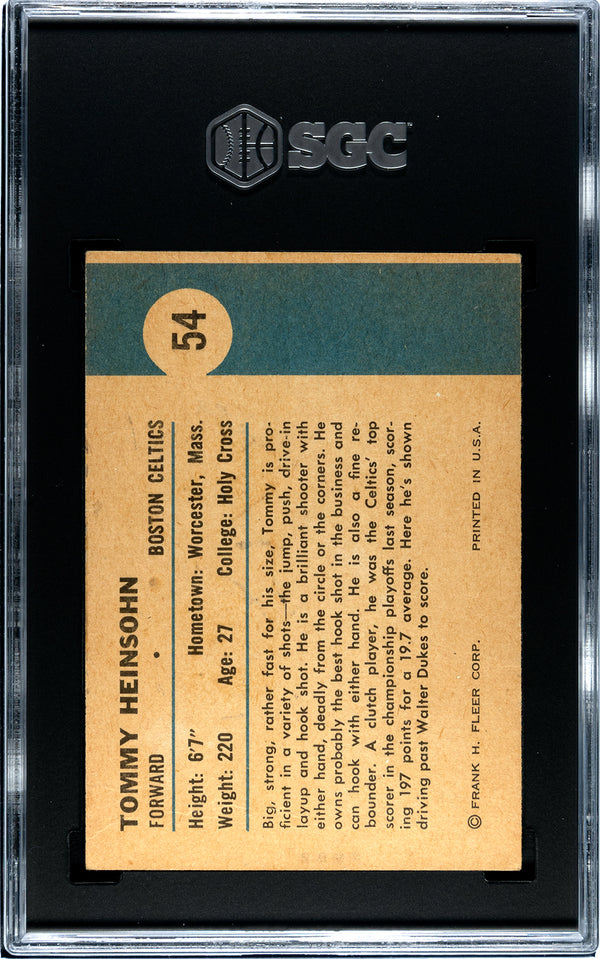 SGC
54
TOMMY HEINSOHN
FORWARD • BOSTON CELTICS
Height: 6'7" Hometown: Worcester, Mass.
Weight: 220 Age: 27 College: Holy Cross
Big, strong, rather fast for his size, Tommy is pro-
ficient in a variety of shots—the jump, push, drive-in
layup and hook shot. He is a brilliant shooter with
either hand, deadly from the circle or the corners. He
owns probably the best hook shot in the business and
can hook with either hand. He is also a fine re-
bounder. A clutch player, he was the Celtics' top
scorer in the championship playoffs last season, scor-
ing 197 points for a 19.7 average. Here he's shown
driving past Walter Dukes to score.
© FRANK H. FLEER CORP. PRINTED IN U.S.A.